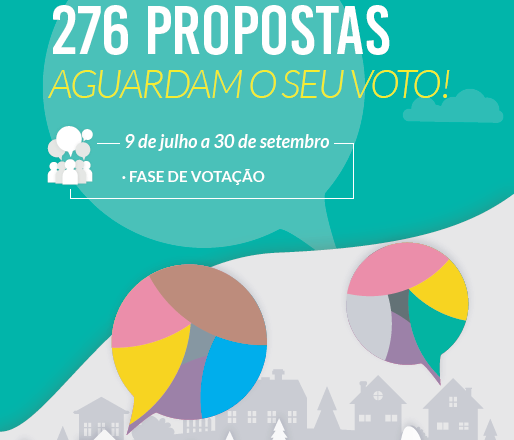 276 PROPOSTAS
AGUARDAM O SEU VOTO!
9 de julho a 30 de setembro
· FASE DE VOTAÇÃO